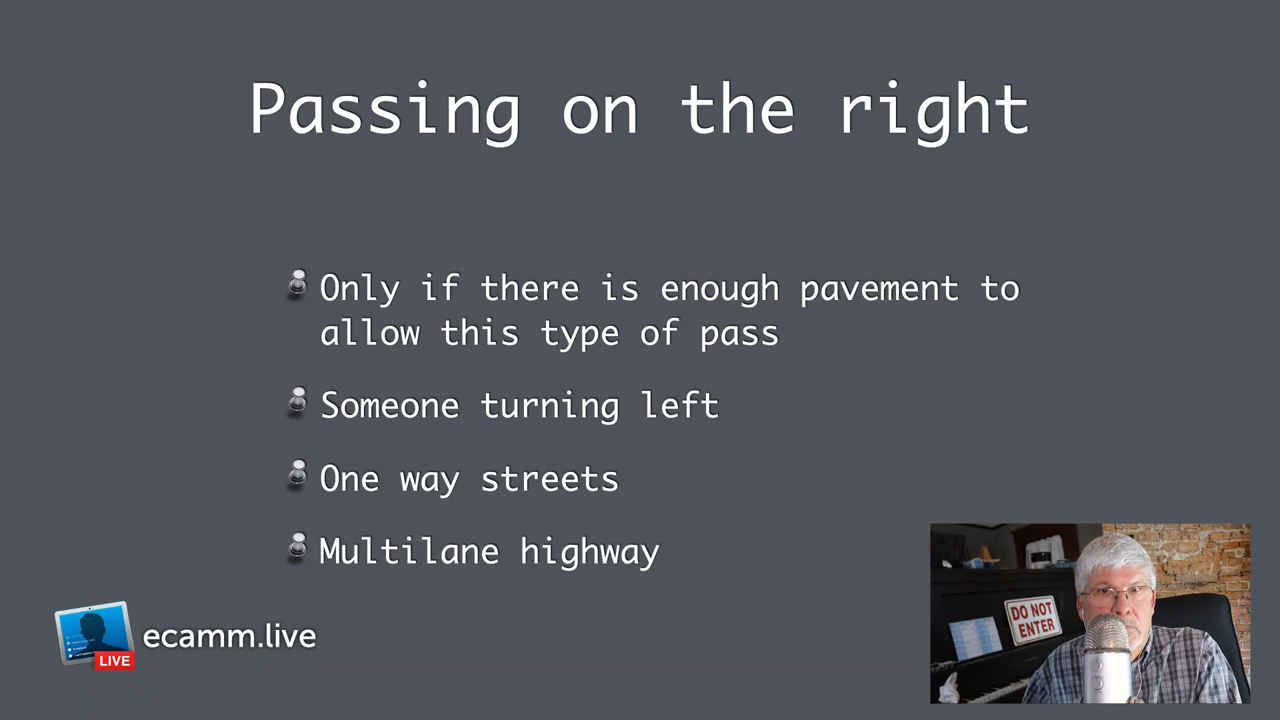 Passing on the right
Only if there is enough pavement to
allow this type of pass
Someone turning left
One way streets
Multilane highway
LIVE
ecamm.live
DO NOT
ENTER